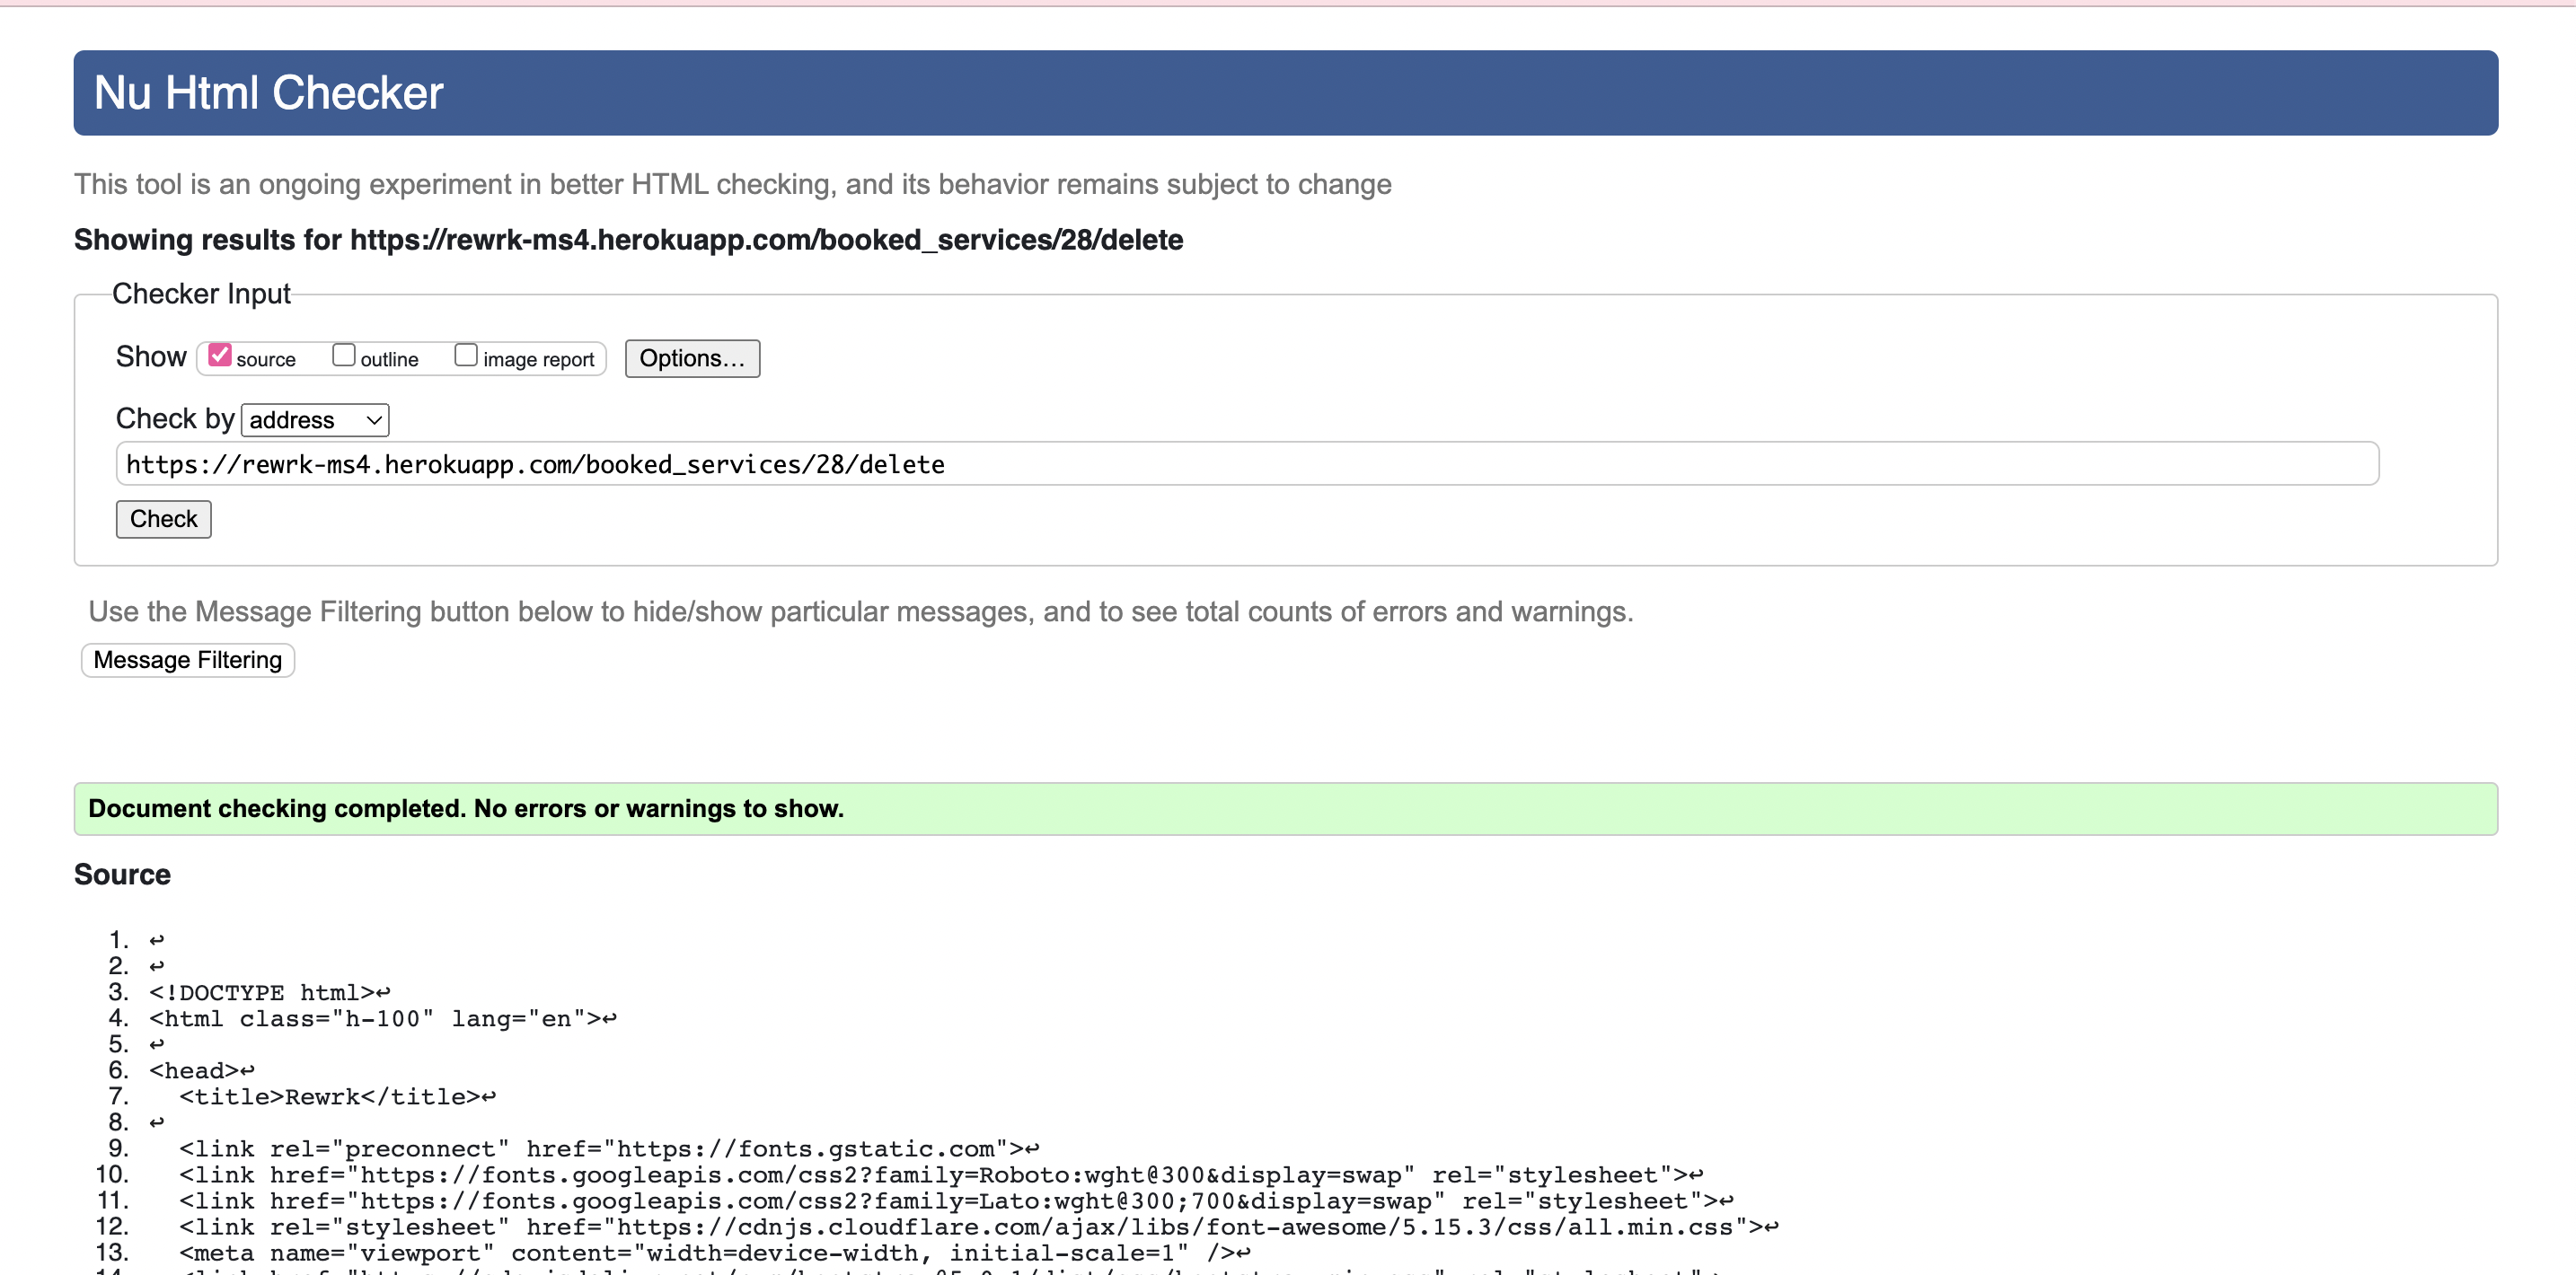 Nu Html Checker
This tool is an ongoing experiment in better HTML checking, and its behavior remains subject to change
Showing results for https://rewrk-ms4.herokuapp.com/booked_services/28/delete
Checker Input
Show source outline image report Options...
Check by address
https://rewrk-ms4.herokuapp.com/booked_services/28/delete
Check
Use the Message Filtering button below to hide/show particular messages, and to see total counts of errors and warnings.
Message Filtering
Document checking completed. No errors or warnings to show.
Source
1. ↩
2. ↩
3. <!DOCTYPE html>↩
4. <html class="h-100" lang="en">↩
5. ↩
6. <head>↩
7. <title>Rewrk</title>↩
8. ↩
9. <link rel="preconnect" href="https://fonts.gstatic.com">↩
10. <link href="https://fonts.googleapis.com/css2?family=Roboto:wght@300&display=swap" rel="stylesheet">↩
11. <link href="https://fonts.googleapis.com/css2?family=Lato:wght@300;700&display=swap" rel="stylesheet">↩
12. <link rel="stylesheet" href="https://cdnjs.cloudflare.com/ajax/libs/font-awesome/5.15.3/css/all.min.css">↩
13. <meta name="viewport" content="width=device-width, initial-scale=1" />↩